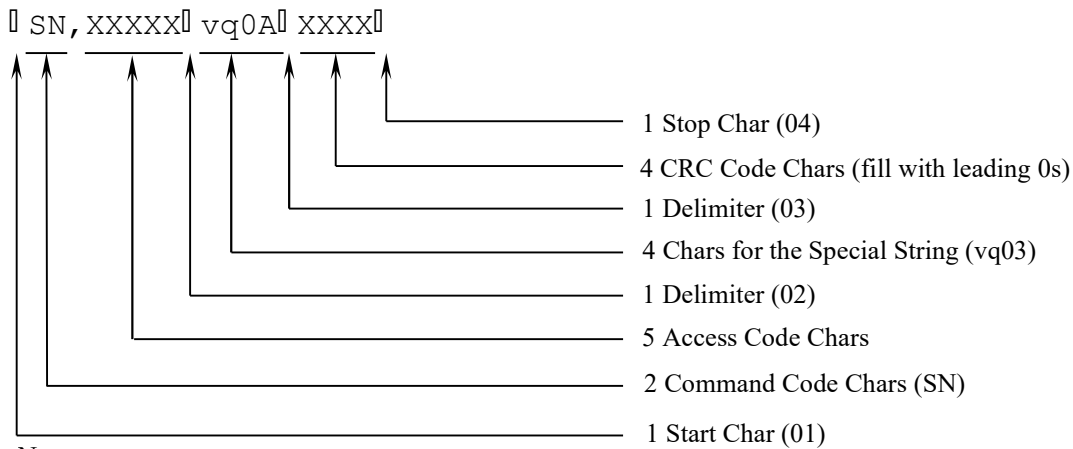 ▯ SN,XXXXX▯ vq0A▯ XXXX▯
1 Stop Char (04)
4 CRC Code Chars (fill with leading 0s)
1 Delimiter (03)
4 Chars for the Special String (vq03)
1 Delimiter (02)
5 Access Code Chars
2 Command Code Chars (SN)
1 Start Char (01)